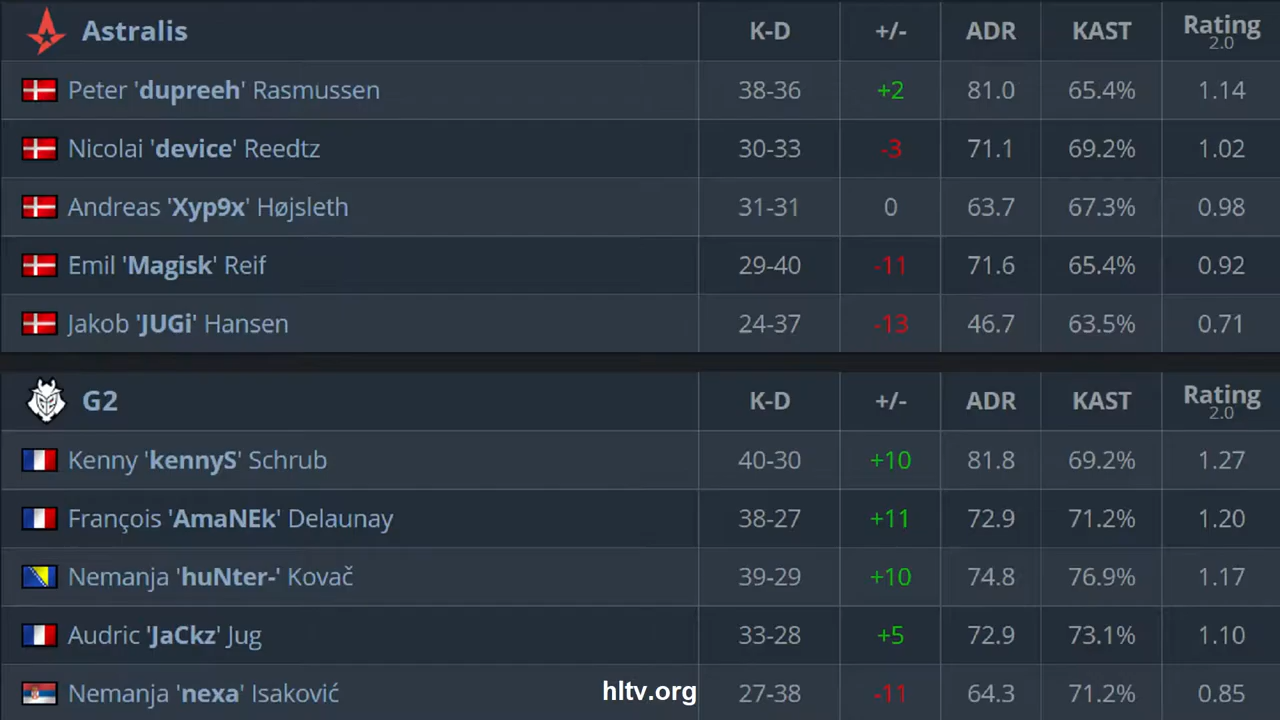 Astralis K-D +/- ADR KAST Rating 2.0
Peter 'dupreeh' Rasmussen 38-36 +2 81.0 65.4% 1.14
Nicolai 'device' Reedtz 30-33 -3 71.1 69.2% 1.02
Andreas 'Xyp9x' Højsleth 31-31 0 63.7 67.3% 0.98
Emil 'Magisk' Reif 29-40 -11 71.6 65.4% 0.92
Jakob 'JUGi' Hansen 24-37 -13 46.7 63.5% 0.71
G2 K-D +/- ADR KAST Rating 2.0
Kenny 'kennyS' Schrub 40-30 +10 81.8 69.2% 1.27
François 'AmaNEk' Delaunay 38-27 +11 72.9 71.2% 1.20
Nemanja 'huNter-' Kovač 39-29 +10 74.8 76.9% 1.17
Audric 'JaCkz' Jug 33-28 +5 72.9 73.1% 1.10
Nemanja 'nexa' Isaković 27-38 -11 64.3 71.2% 0.85
hltv.org